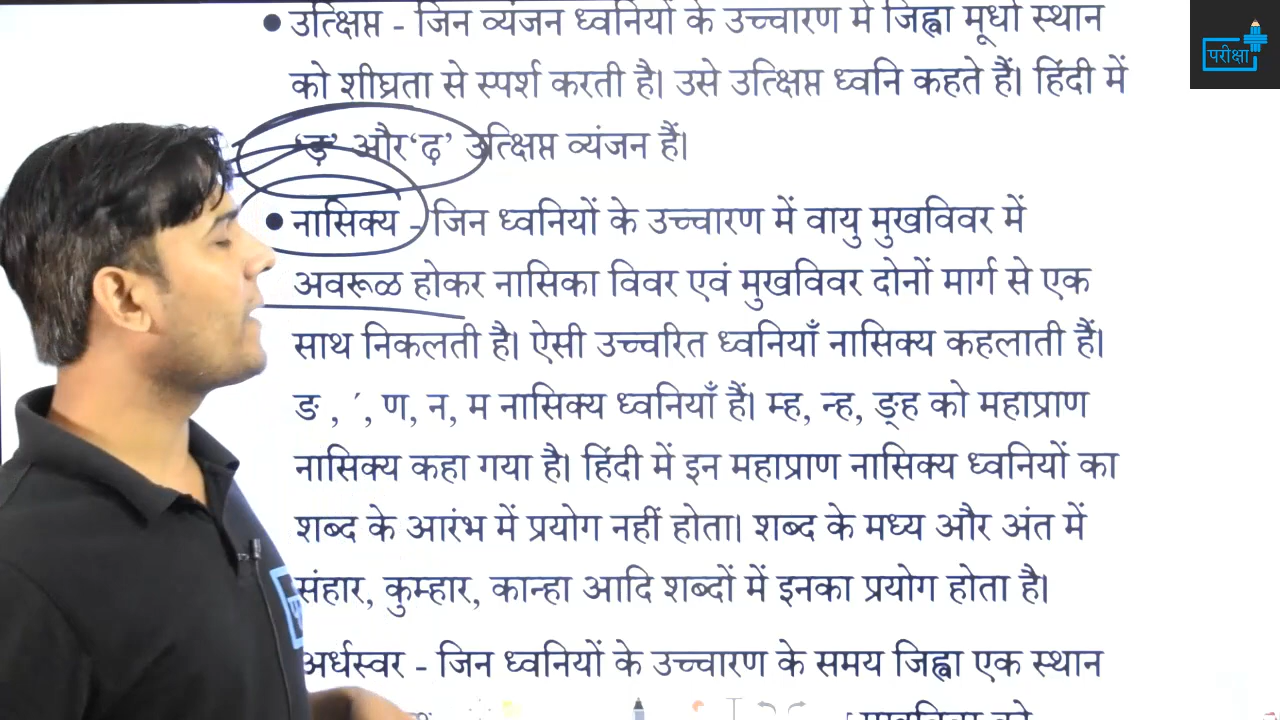 उत्क्षिप्त - जिन व्यंजन ध्वनियों के उच्चारण में जिह्वा मूर्धा स्थान
को शीघ्रता से स्पर्श करती है। उसे उत्क्षिप्त ध्वनि कहते हैं। हिंदी में
‘ड़’ और‘ढ़’ उत्क्षिप्त व्यंजन हैं।
नासिक्य - जिन ध्वनियों के उच्चारण में वायु मुखविवर में
अवरूळ होकर नासिका विवर एवं मुखविवर दोनों मार्ग से एक
साथ निकलती है। ऐसी उच्चरित ध्वनियाँ नासिक्य कहलाती हैं।
ङ , ´, ण, न, म नासिक्य ध्वनियाँ हैं। म्ह, न्ह, ङ्ह को महाप्राण
नासिक्य कहा गया है। हिंदी में इन महाप्राण नासिक्य ध्वनियों का
शब्द के आरंभ में प्रयोग नहीं होता। शब्द के मध्य और अंत में
संहार, कुम्हार, कान्हा आदि शब्दों में इनका प्रयोग होता है।
अर्धस्वर - जिन ध्वनियों के उच्चारण के समय जिह्वा एक स्थान
परीक्षा